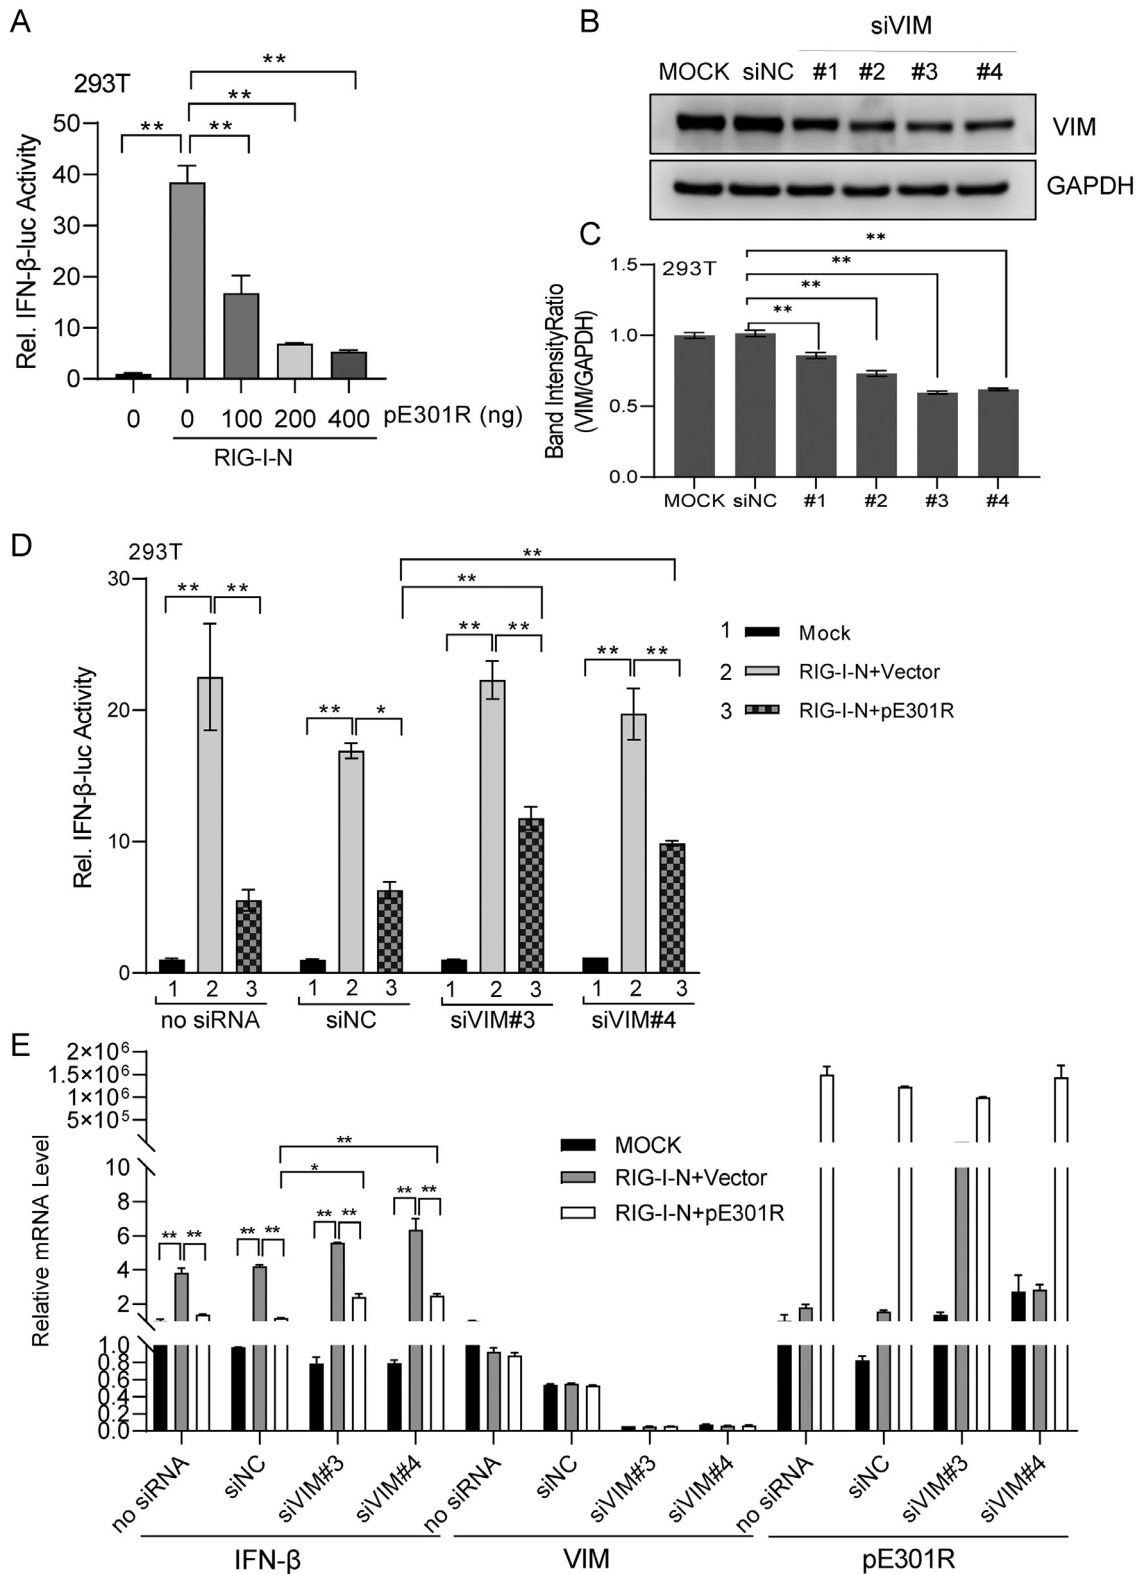 A
293T
** 
**
** **
Rel. IFN-β-luc Activity
50
40
30
20
10
0
0 0 100 200 400 pE301R (ng)
RIG-I-N
B
siVIM
MOCK siNC #1 #2 #3 #4
VIM
GAPDH
C
293T
**
**
**
**
Band IntensityRatio
(VIM/GAPDH)
1.5
1.0
0.5
0.0
MOCK siNC #1 #2 #3 #4
D
293T
**
**
** ** ** * ** ** ** **
Rel. IFN-β-luc Activity
30
20
10
0
1 2 3 1 2 3 1 2 3 1 2 3
no siRNA siNC siVIM#3 siVIM#4
1 Mock
2 RIG-I-N+Vector
3 RIG-I-N+pE301R
E
Relative mRNA Level
2×10⁶
1.5×10⁶
1×10⁶
5×10⁵
10
8
6
4
2
1.0
0.8
0.6
0.4
0.2
0.0
**
*
** ** ** ** ** ** ** **
MOCK
RIG-I-N+Vector
RIG-I-N+pE301R
no siRNA siNC siVIM#3 siVIM#4 no siRNA siNC siVIM#3 siVIM#4 no siRNA siNC siVIM#3 siVIM#4
IFN-β VIM pE301R